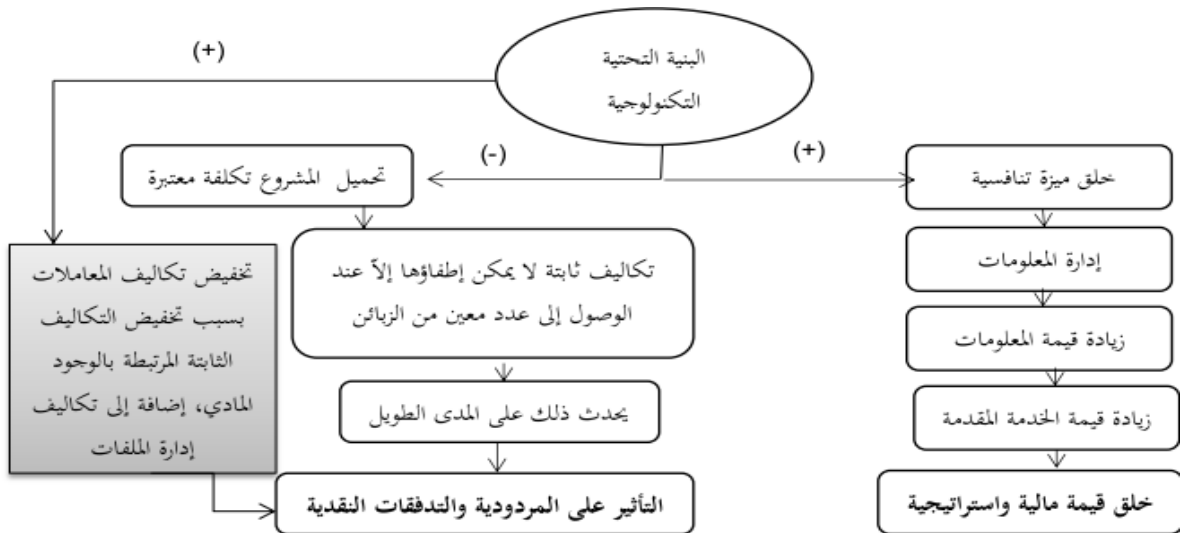 البنية التحتية
التكنولوجية
(+)
(-)
(+)
خلق ميزة تنافسية
إدارة المعلومات
زيادة قيمة المعلومات
زيادة قيمة الخدمة المقدمة
خلق قيمة مالية واستراتيجية
تحميل المشروع تكلفة معتبرة
تكاليف ثابتة لا يمكن إطفاؤها إلاّ عند
الوصول إلى عدد معين من الزبائن
يحدث ذلك على المدى الطويل
التأثير على المردودية والتدفقات النقدية
تخفيض تكاليف المعاملات
بسبب تخفيض التكاليف
الثابتة المرتبطة بالوجود
المادي، إضافة إلى تكاليف
إدارة الملفات